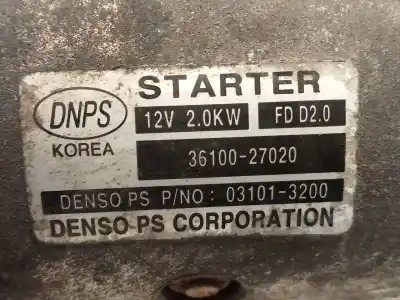 STARTER
DNPS
KOREA
12V 2.0KW
FD D2.0
36100-27020
DENSO PS P/NO : 03101-3200
DENSO PS CORPORATION